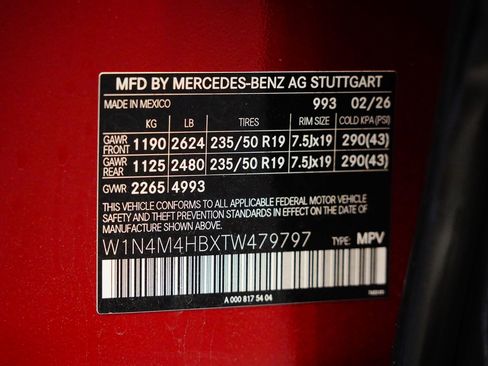 MFD BY MERCEDES-BENZ AG STUTTGART
MADE IN MEXICO 993 02/26
KG LB TIRES RIM SIZE COLD KPA (PSI)
GAWR FRONT 1190 2624 235/50 R19 7.5Jx19 290(43)
GAWR REAR 1125 2480 235/50 R19 7.5Jx19 290(43)
GVWR 2265 4993
THIS VEHICLE CONFORMS TO ALL APPLICABLE FEDERAL MOTOR VEHICLE
SAFETY AND THEFT PREVENTION STANDARDS IN EFFECT ON THE DATE OF
MANUFACTURE SHOWN ABOVE.
W1N4M4HBXTW479797 TYPE: MPV
A 000 817 54 04